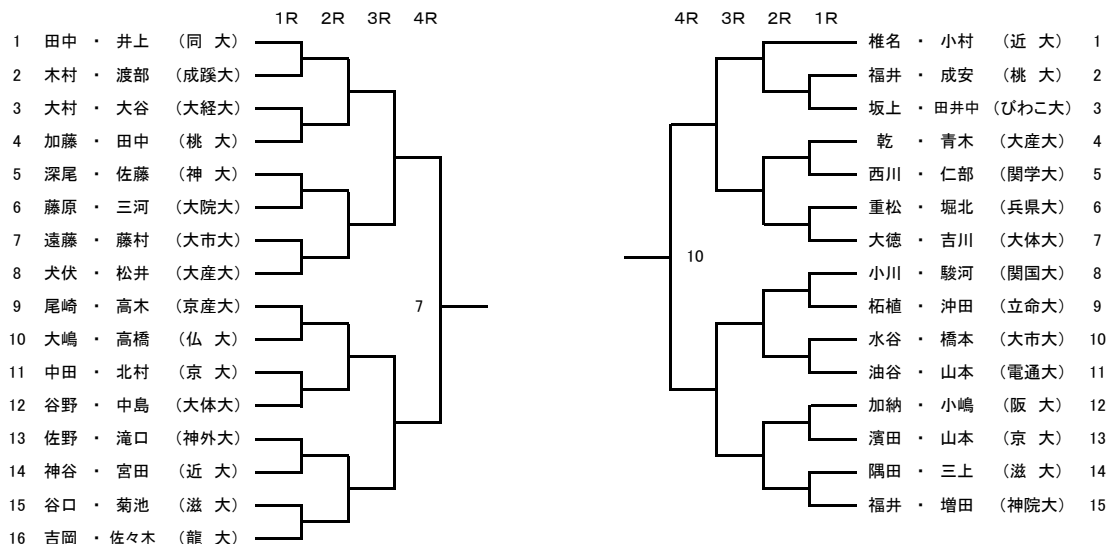 1R 2R 3R 4R
1 田中 ・ 井上 (同 大)
2 木村 ・ 渡部 (成蹊大)
3 大村 ・ 大谷 (大経大)
4 加藤 ・ 田中 (桃 大)
5 深尾 ・ 佐藤 (神 大)
6 藤原 ・ 三河 (大院大)
7 遠藤 ・ 藤村 (大市大)
8 犬伏 ・ 松井 (大産大)
9 尾崎 ・ 高木 (京産大)
10 大嶋 ・ 高橋 (仏 大)
11 中田 ・ 北村 (京 大)
12 谷野 ・ 中島 (大体大)
13 佐野 ・ 滝口 (神外大)
14 神谷 ・ 宮田 (近 大)
15 谷口 ・ 菊池 (滋 大)
16 吉岡 ・ 佐々木 (龍 大)
7
4R 3R 2R 1R
椎名 ・ 小村 (近 大) 1
福井 ・ 成安 (桃 大) 2
坂上 ・ 田井中 (びわこ大) 3
乾 ・ 青木 (大産大) 4
西川 ・ 仁部 (関学大) 5
重松 ・ 堀北 (兵県大) 6
大徳 ・ 吉川 (大体大) 7
小川 ・ 駿河 (関国大) 8
柘植 ・ 沖田 (立命大) 9
水谷 ・ 橋本 (大市大) 10
油谷 ・ 山本 (電通大) 11
加納 ・ 小嶋 (阪 大) 12
濱田 ・ 山本 (京 大) 13
隅田 ・ 三上 (滋 大) 14
福井 ・ 増田 (神院大) 15
10